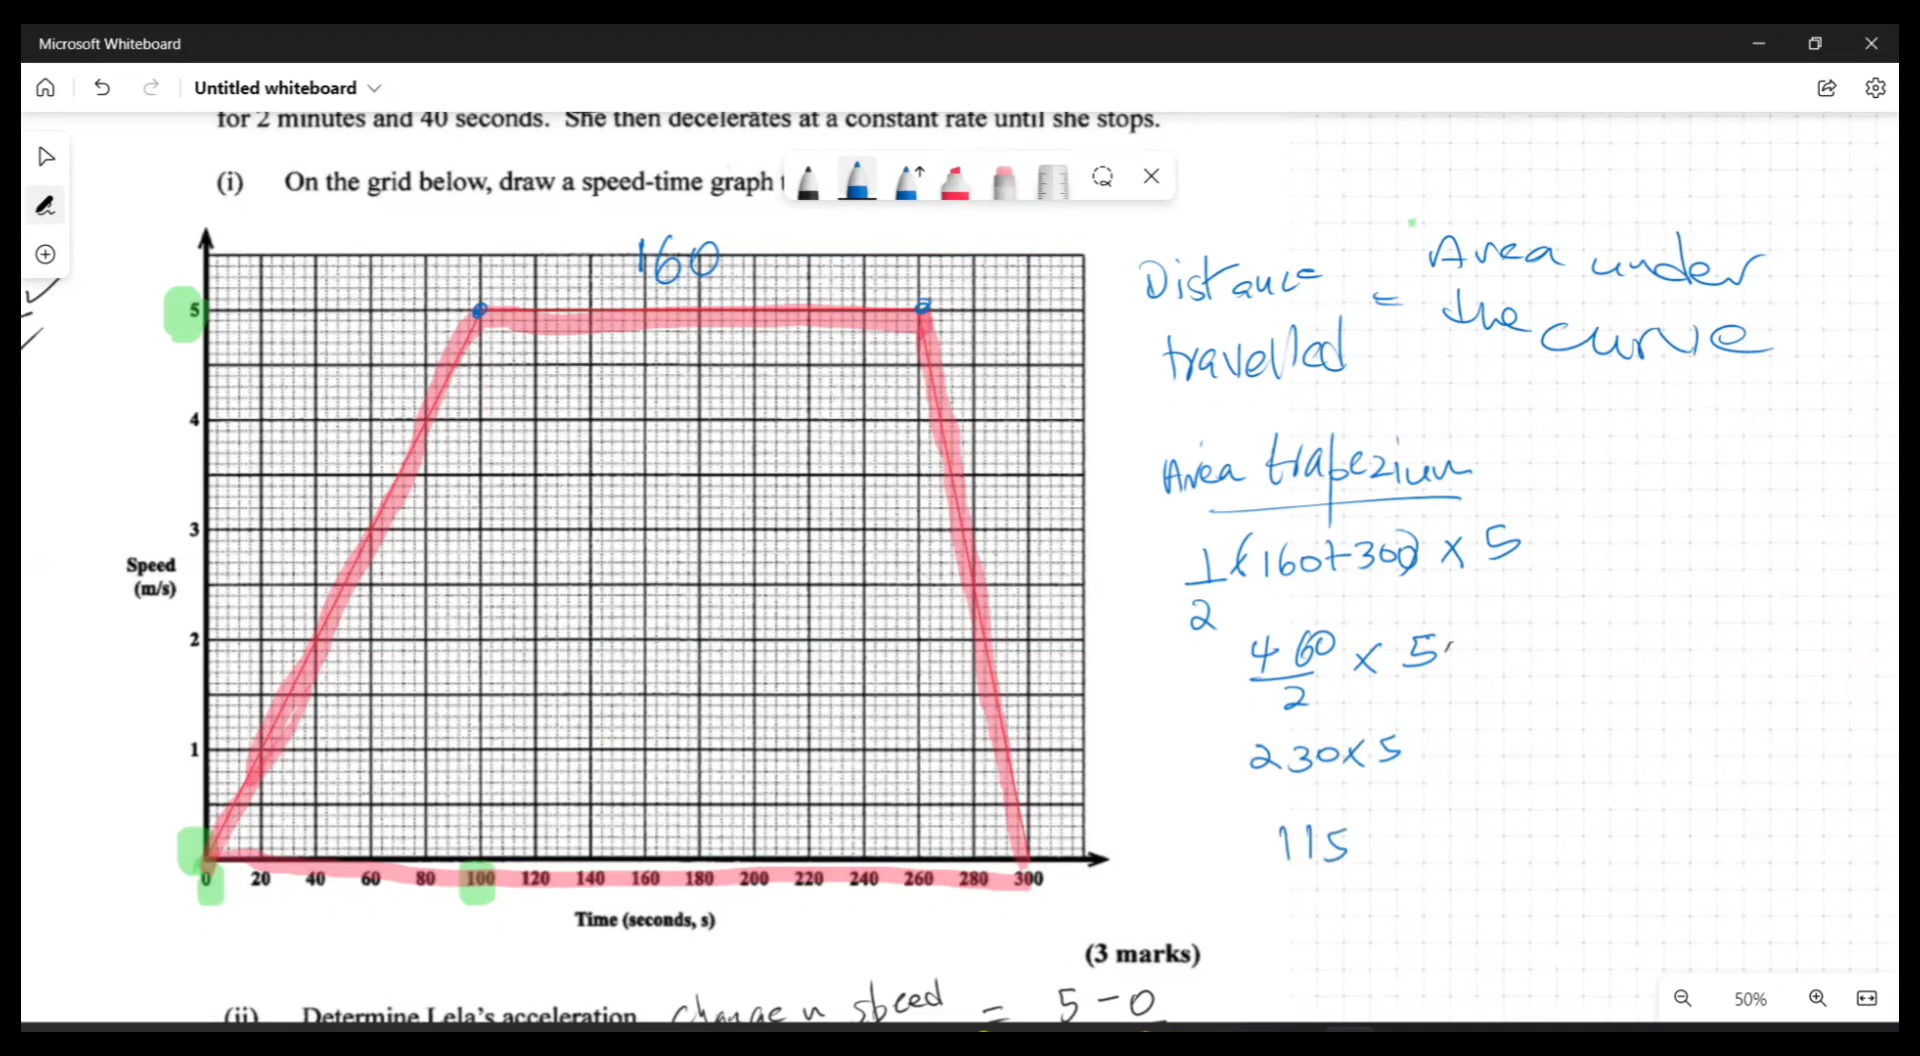 Microsoft Whiteboard
Untitled whiteboard
for 2 minutes and 40 seconds. She then decelerates at a constant rate until she stops.
(i) On the grid below, draw a speed-time graph
160
5
4
3
2
1
Speed
(m/s)
0 20 40 60 80 100 120 140 160 180 200 220 240 260 280 300
Time (seconds, s)
(3 marks)
(ii) Determine Lela's acceleration
change n speed = 5 - 0
Distance travelled = Area under the curve
Area trapezium
1/2 (160+300) x 5
460/2 x 5
230 x 5
115
50%